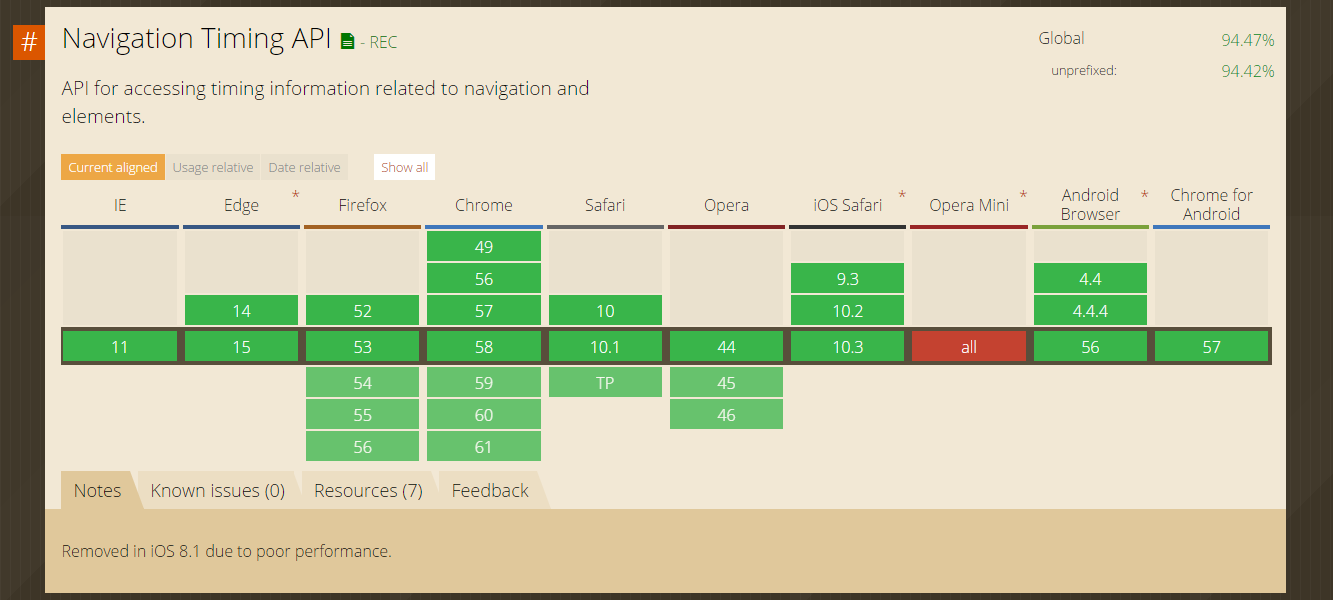 #
Navigation Timing API - REC
Global 94.47%
unprefixed: 94.42%
API for accessing timing information related to navigation and
elements.
Current aligned Usage relative Date relative Show all
IE Edge * Firefox Chrome Safari Opera iOS Safari * Opera Mini * Android Browser * Chrome for Android
49
56 9.3 4.4
14 52 57 10 10.2 4.4.4
11 15 53 58 10.1 44 10.3 all 56 57
54 59 TP 45
55 60 46
56 61
Notes Known issues (0) Resources (7) Feedback
Removed in iOS 8.1 due to poor performance.